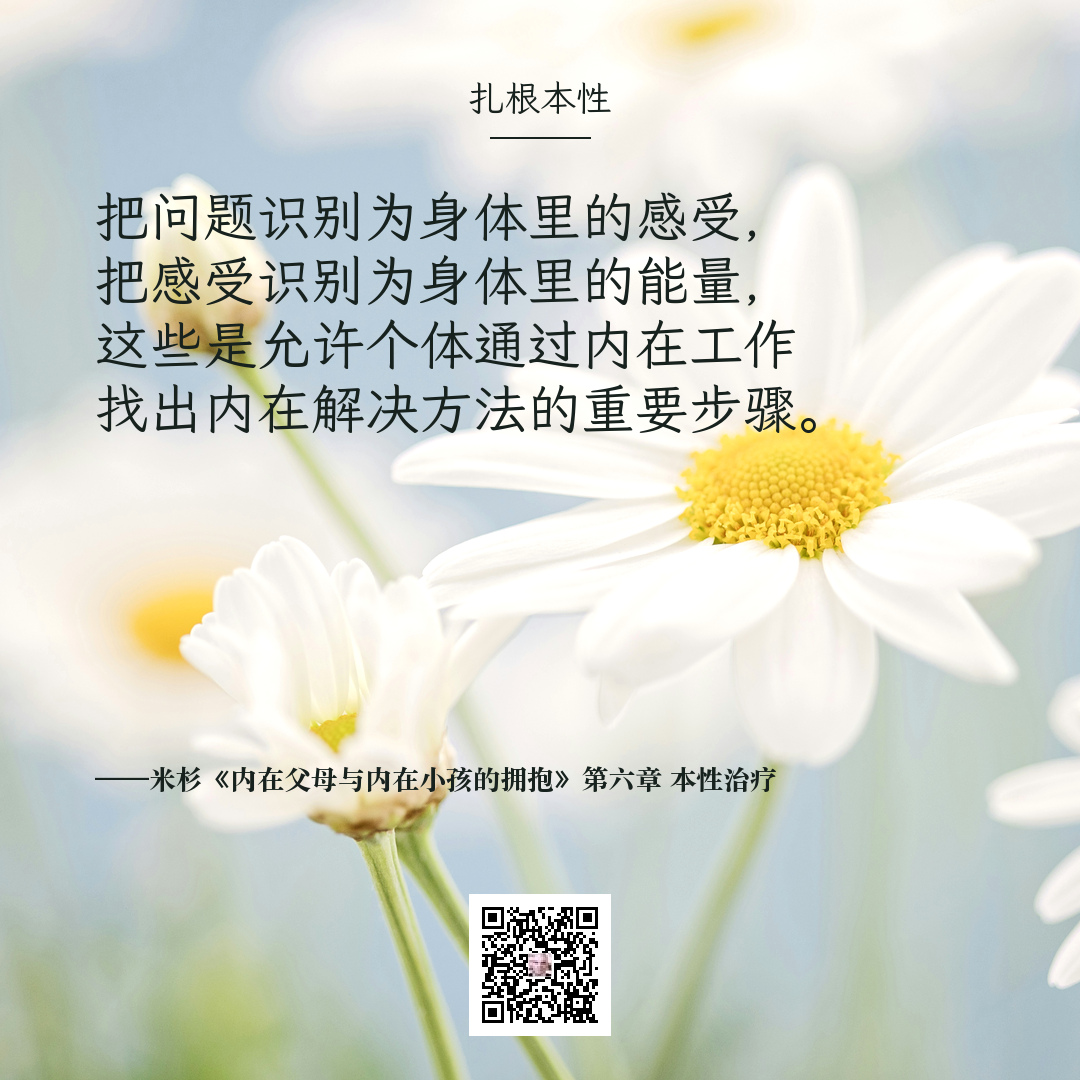 扎根本性
把问题识别为身体里的感受,
把感受识别为身体里的能量,
这些是允许个体通过内在工作
找出内在解决方法的重要步骤。
——米杉《内在父母与内在小孩的拥抱》第六章 本性治疗